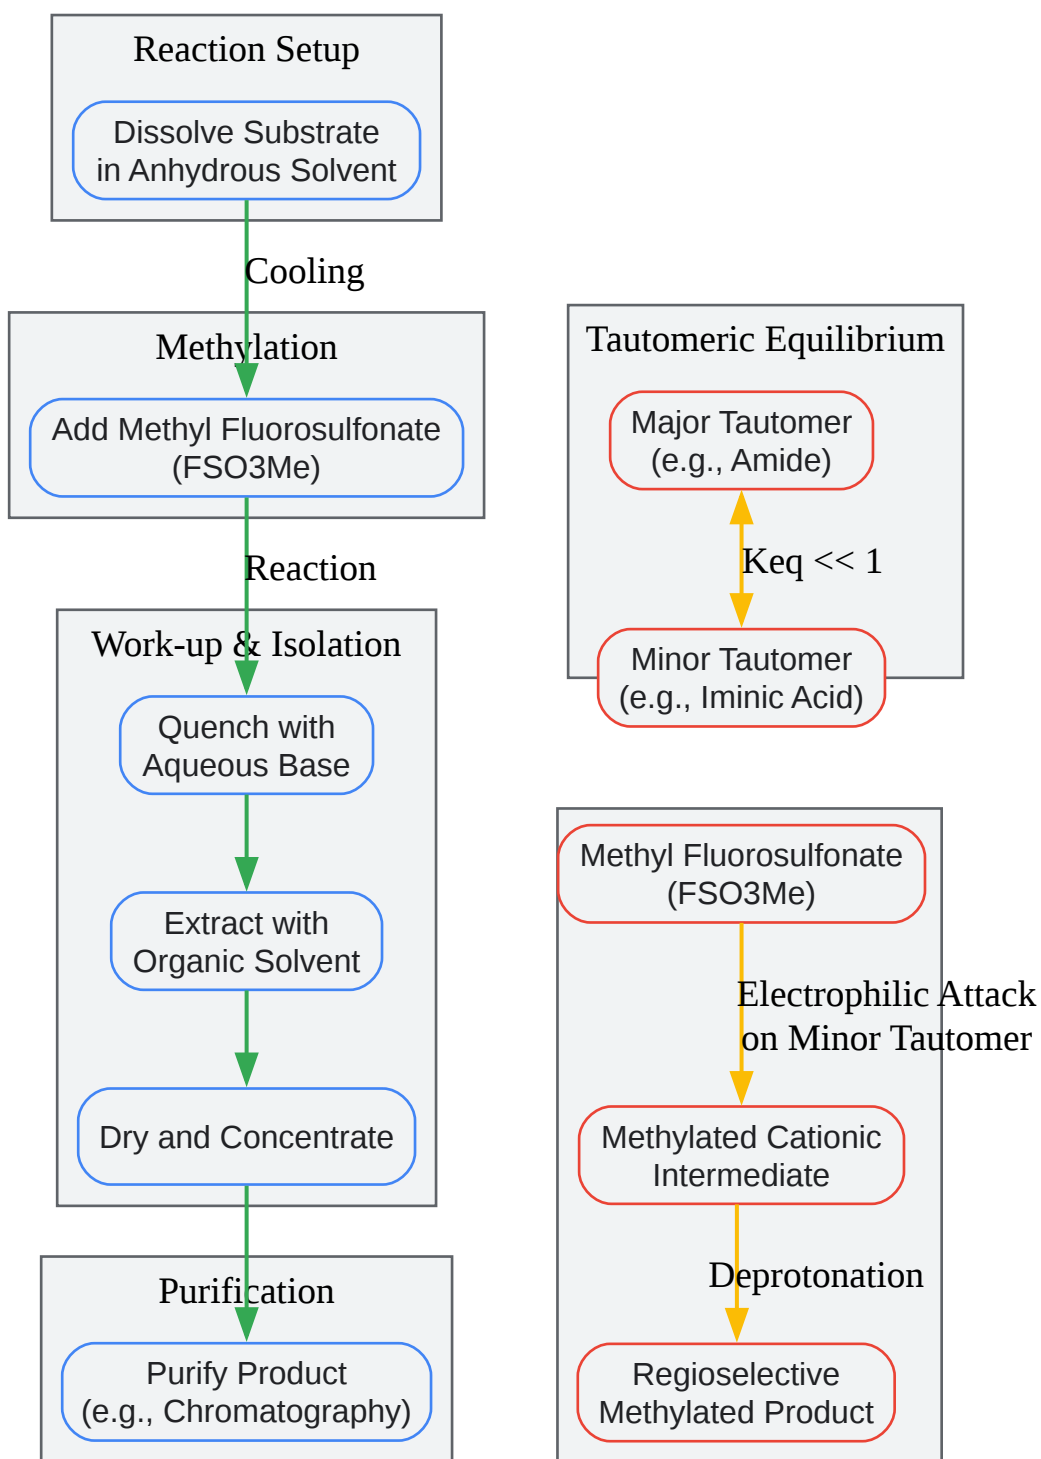 Reaction Setup
Dissolve Substrate
in Anhydrous Solvent
Cooling
Methylation
Add Methyl Fluorosulfonate
(FSO3Me)
Reaction
Work-up & Isolation
Quench with
Aqueous Base
Extract with
Organic Solvent
Dry and Concentrate
Purification
Purify Product
(e.g., Chromatography)
Tautomeric Equilibrium
Major Tautomer
(e.g., Amide)
Keq << 1
Minor Tautomer
(e.g., Iminic Acid)
Methyl Fluorosulfonate
(FSO3Me)
Electrophilic Attack
on Minor Tautomer
Methylated Cationic
Intermediate
Deprotonation
Regioselective
Methylated Product